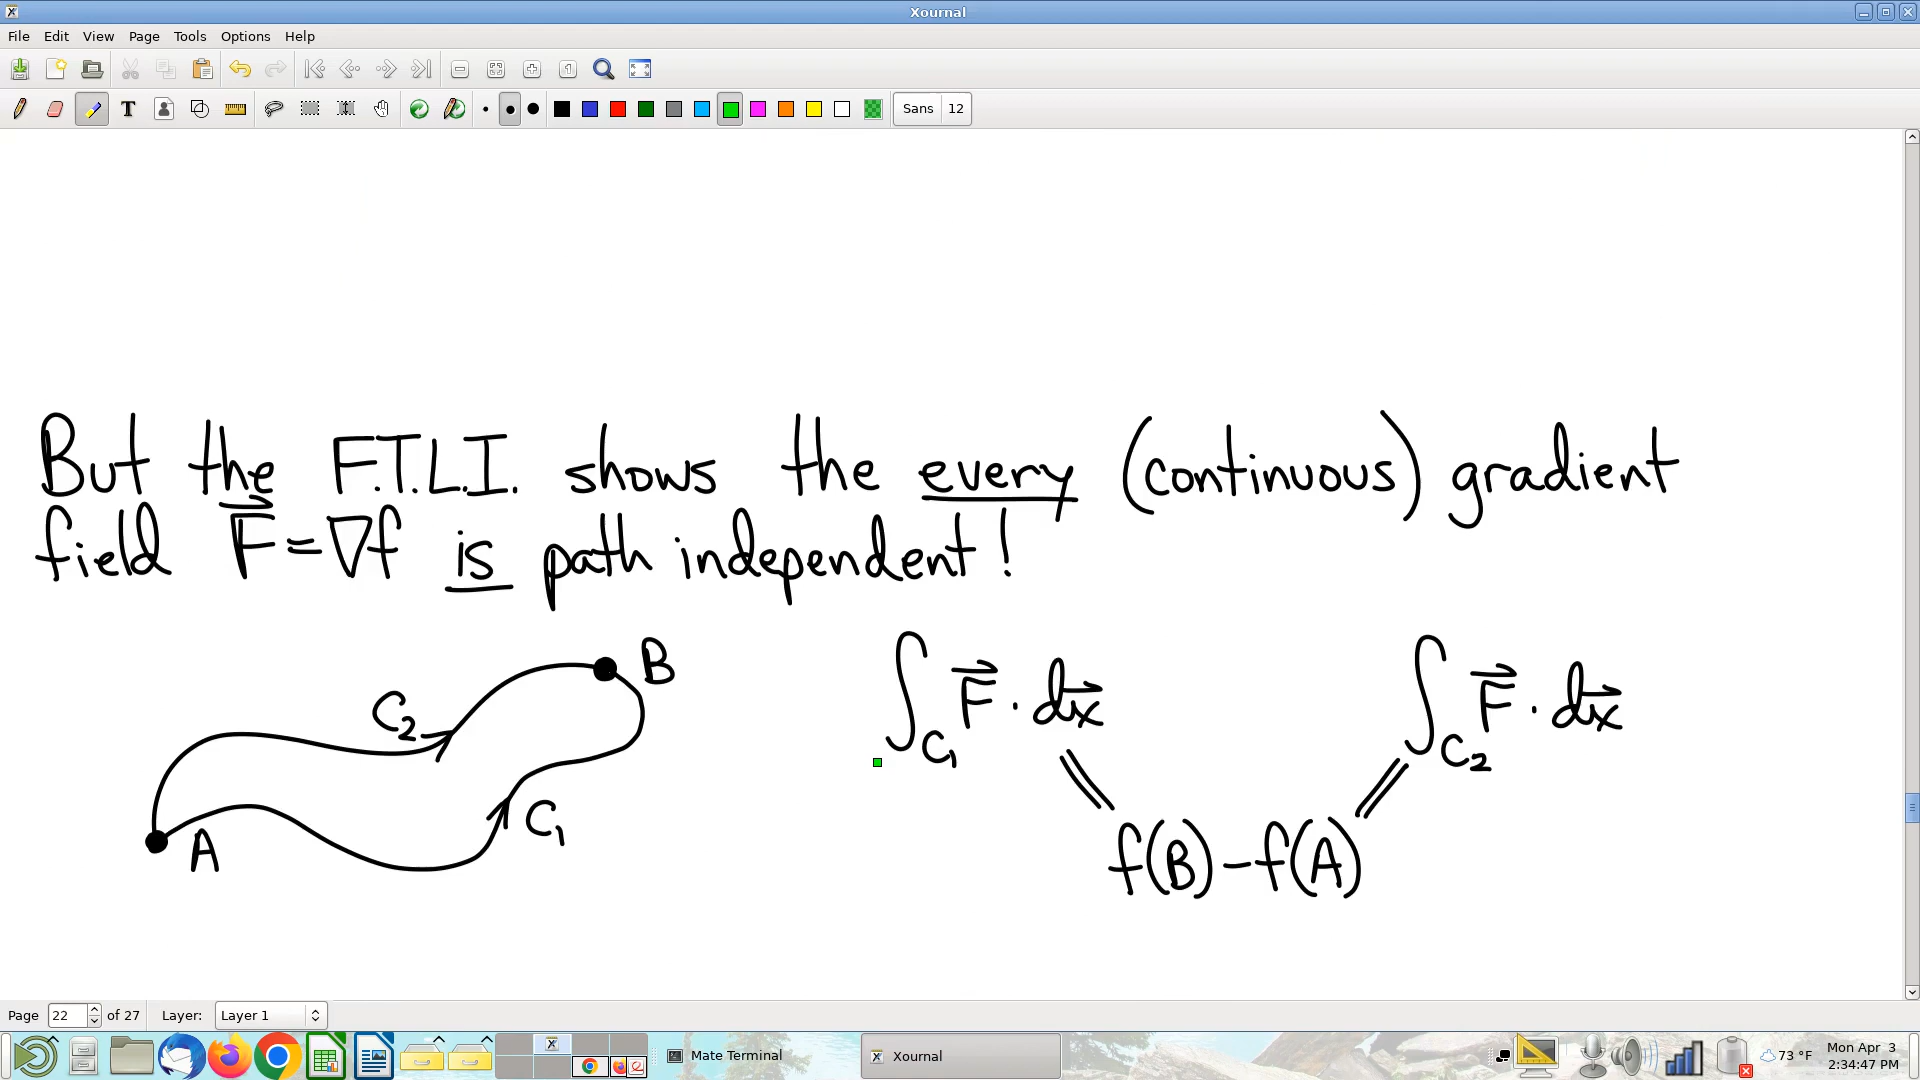 Xournal
File Edit View Page Tools Options Help
Sans 12
But the F.T.L.I. shows the every (continuous) gradient
field F⃗ = ∇f is path independent!
B
C₂
C₁
A
∫_C₁ F⃗ · dx⃗
∫_C₂ F⃗ · dx⃗
f(B) – f(A)
Page 22 of 27 Layer: Layer 1
Mate Terminal
Xournal
73 °F
Mon Apr 3
2:34:47 PM